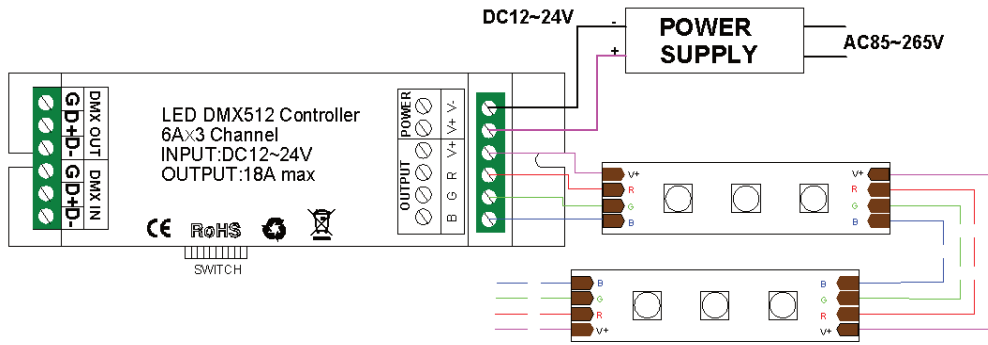 DC12~24V
-
+
POWER
SUPPLY
AC85~265V
G D+ D- G D+ D-
DMX OUT
DMX IN
LED DMX512 Controller
6A×3 Channel
INPUT:DC12~24V
OUTPUT:18A max
CE RoHS
SWITCH
POWER
OUTPUT
V-
V+
V+
R
G
B
V+
R
G
B
V+
R
G
B
B
G
R
V+
B
G
R
V+